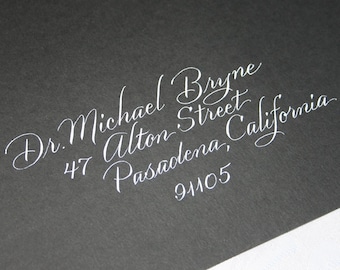 Dr. Michael Bryne
47 Alton Street
Pasadena, California
91105